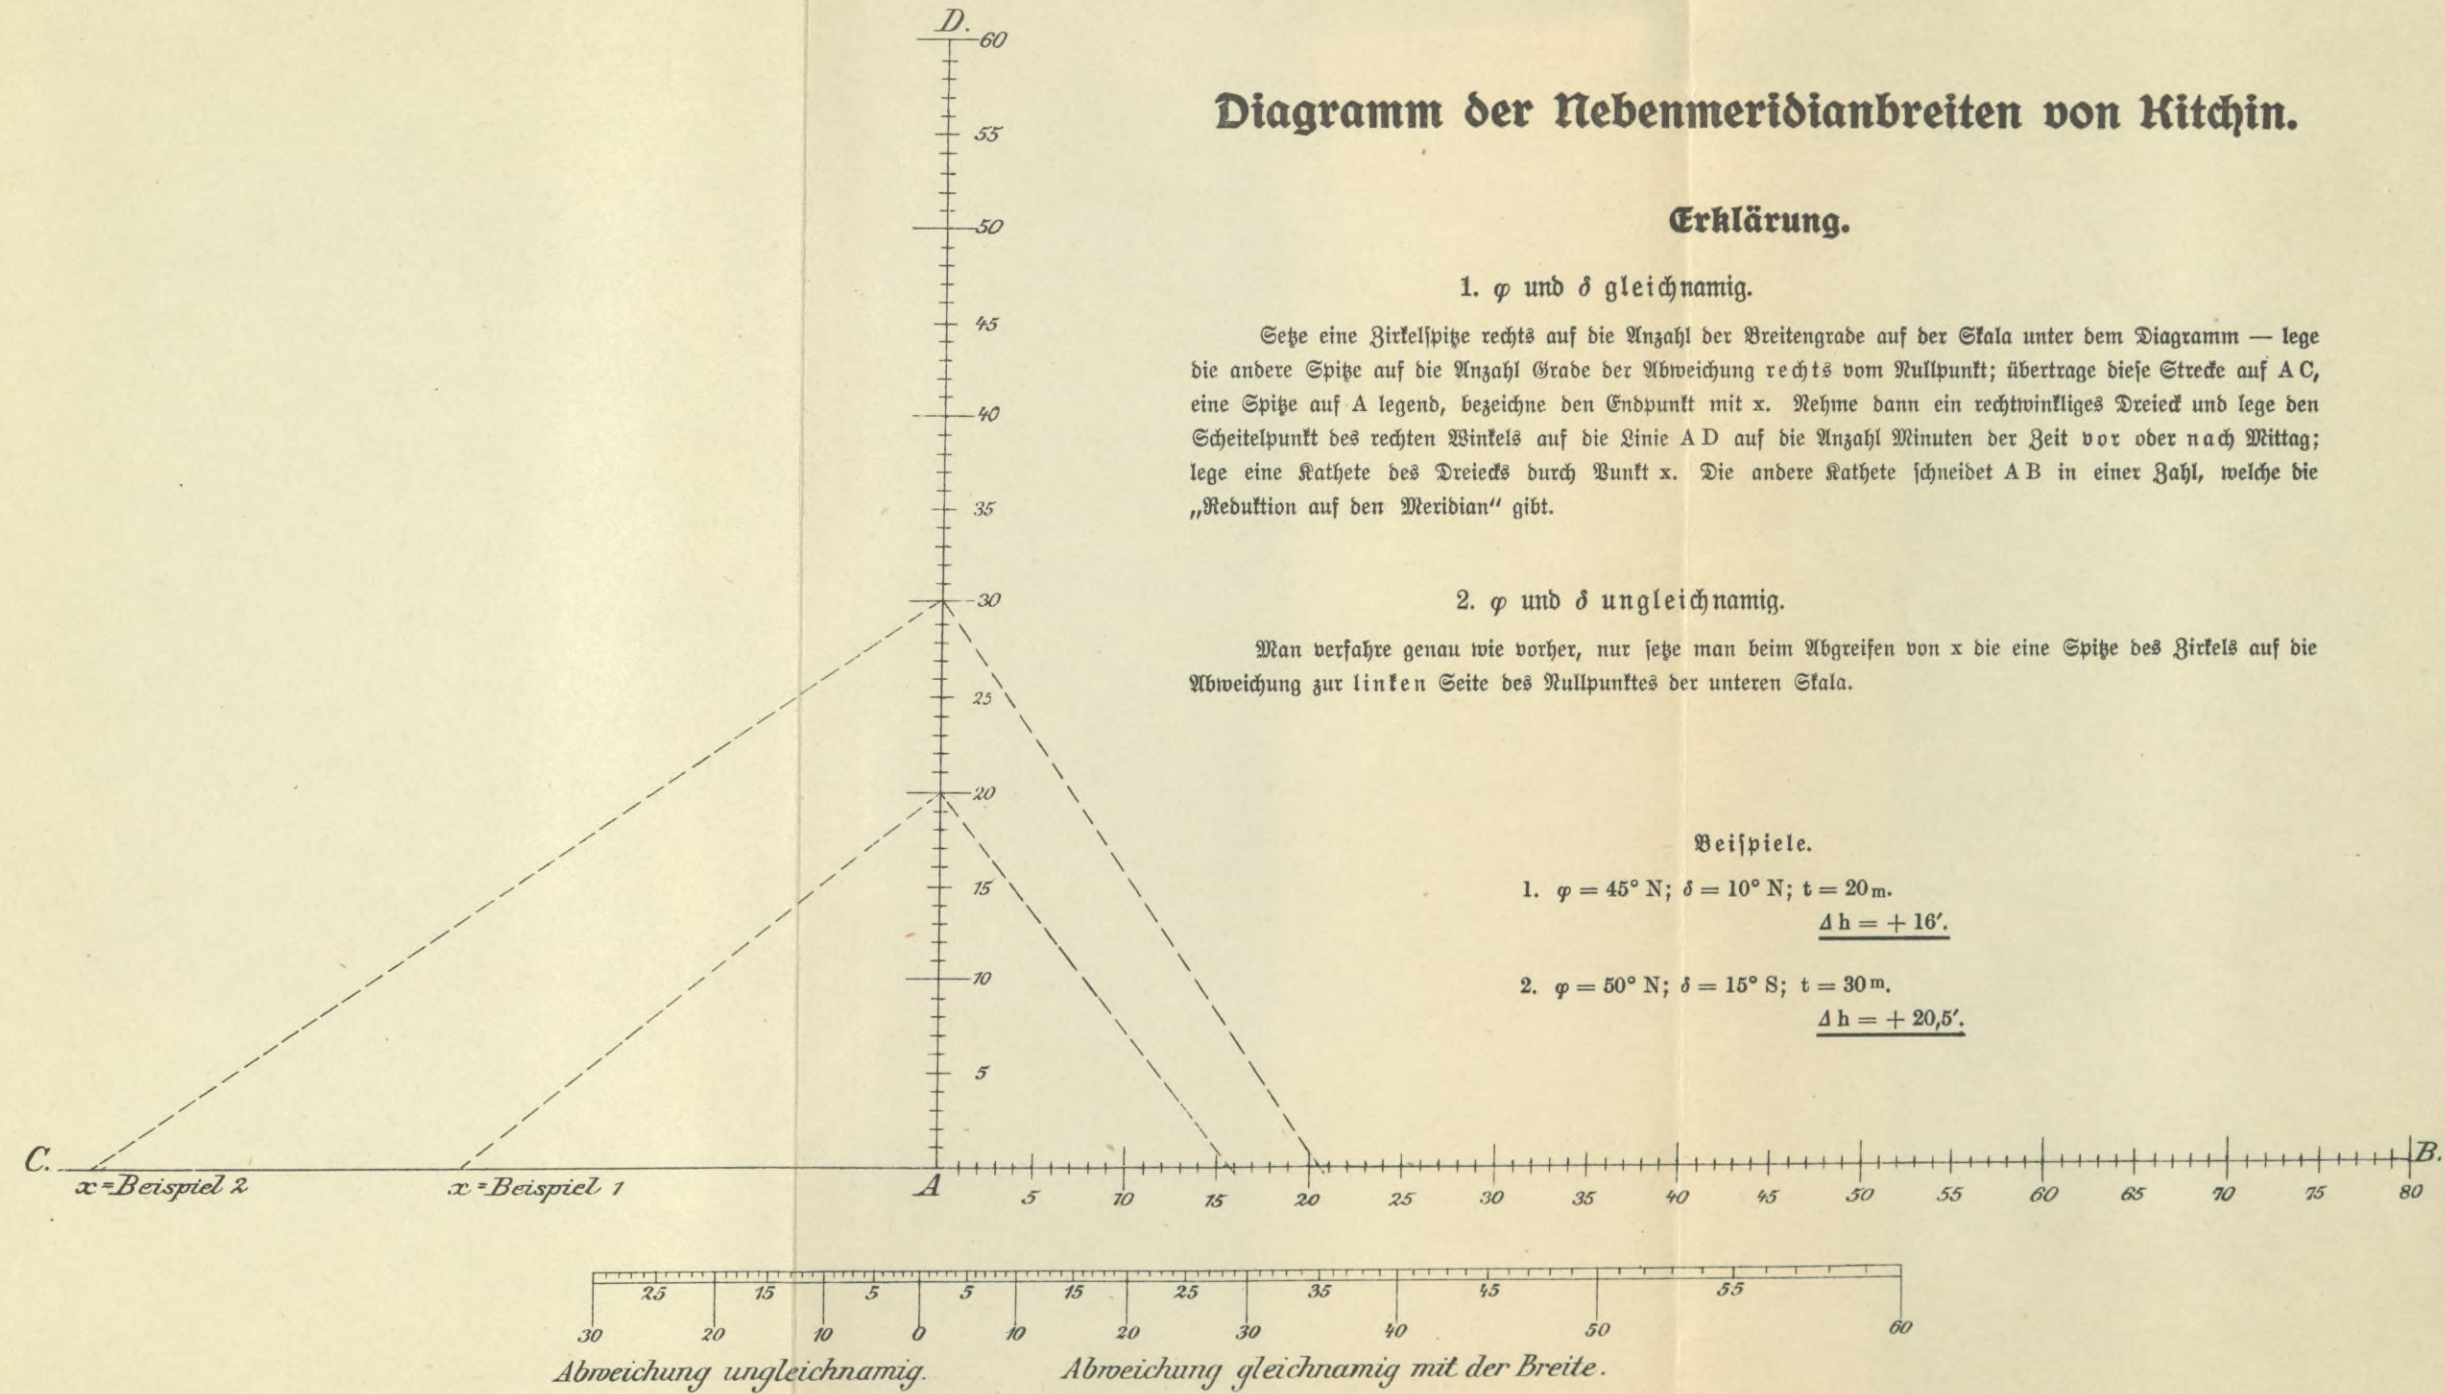 D.
60
55
50
45
40
35
30
25
20
15
10
5
Diagramm der Nebenmeridianbreiten von Kitchin.
Erklärung.
1. φ und δ gleichnamig.
Setze eine Zirkelspitze rechts auf die Anzahl der Breitengrade auf der Skala unter dem Diagramm — lege
die andere Spitze auf die Anzahl Grade der Abweichung rechts vom Nullpunkt; übertrage diese Strecke auf A C,
eine Spitze auf A legend, bezeichne den Endpunkt mit x. Nehme dann ein rechtwinkliges Dreieck und lege den
Scheitelpunkt des rechten Winkels auf die Linie A D auf die Anzahl Minuten der Zeit vor oder nach Mittag;
lege eine Kathete des Dreiecks durch Punkt x. Die andere Kathete schneidet A B in einer Zahl, welche die
„Reduktion auf den Meridian“ gibt.
2. φ und δ ungleichnamig.
Man verfahre genau wie vorher, nur setze man beim Abgreifen von x die eine Spitze des Zirkels auf die
Abweichung zur linken Seite des Nullpunktes der unteren Skala.
Beispiele.
1. φ = 45° N; δ = 10° N; t = 20 m.
Δ h = + 16′.
2. φ = 50° N; δ = 15° S; t = 30 m.
Δ h = + 20,5′.
C. B.
x = Beispiel 2 x = Beispiel 1 A 5 10 15 20 25 30 35 40 45 50 55 60 65 70 75 80
25 15 5 5 15 25 35 45 55
30 20 10 0 10 20 30 40 50 60
Abweichung ungleichnamig. Abweichung gleichnamig mit der Breite.